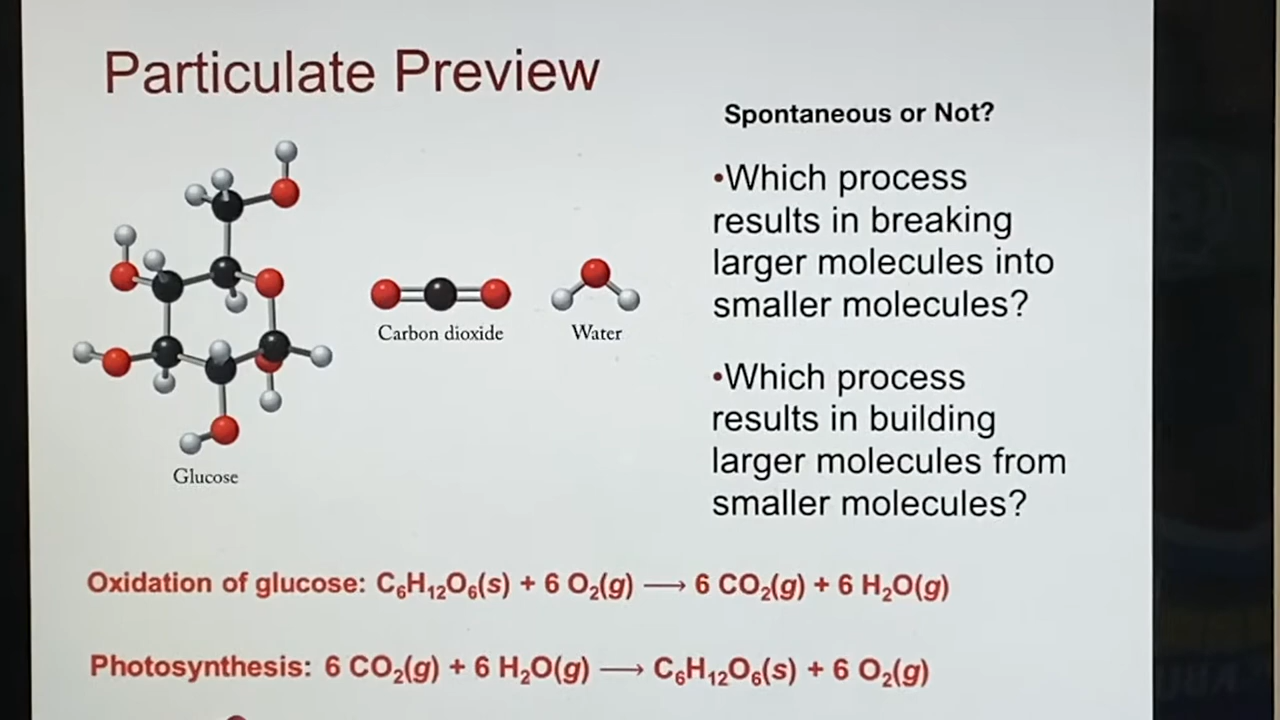 Particulate Preview
Spontaneous or Not?
•Which process
results in breaking
larger molecules into
smaller molecules?
•Which process
results in building
larger molecules from
smaller molecules?
Carbon dioxide
Water
Glucose
Oxidation of glucose: C₆H₁₂O₆(s) + 6 O₂(g) ⟶ 6 CO₂(g) + 6 H₂O(g)
Photosynthesis: 6 CO₂(g) + 6 H₂O(g) ⟶ C₆H₁₂O₆(s) + 6 O₂(g)